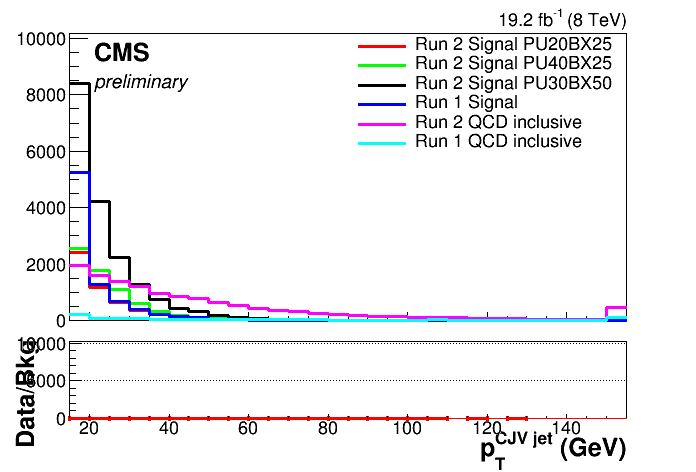 19.2 fb⁻¹ (8 TeV)
CMS
preliminary
Run 2 Signal PU20BX25
Run 2 Signal PU40BX25
Run 2 Signal PU30BX50
Run 1 Signal
Run 2 QCD inclusive
Run 1 QCD inclusive
10000
8000
6000
4000
2000
0
Data/Bkg
0
20 40 60 80 100 120 140
p_T^CJV jet (GeV)